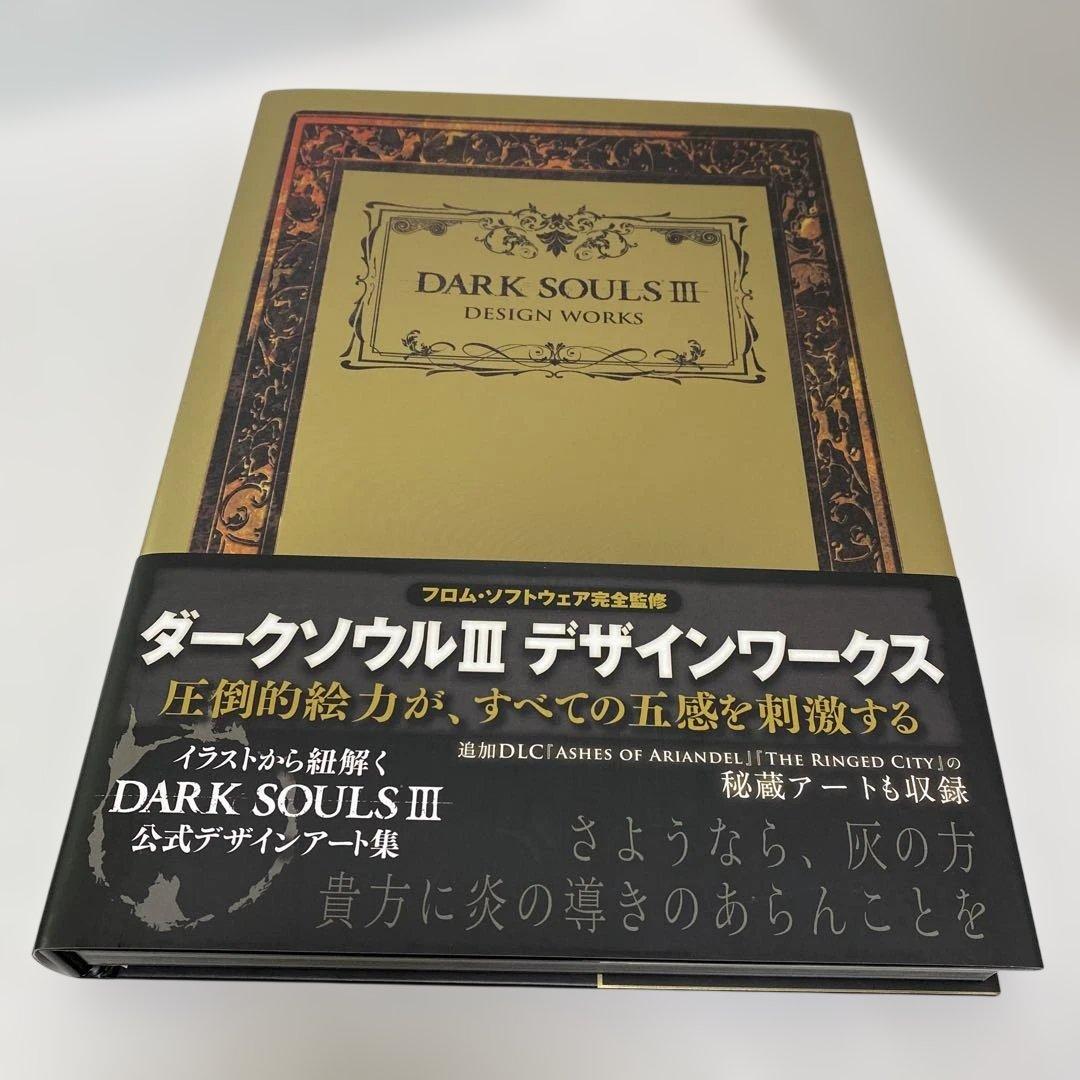 DARK SOULS III
DESIGN WORKS
フロム・ソフトウェア完全監修
ダークソウルIII デザインワークス
圧倒的絵力が、すべての五感を刺激する
イラストから紐解く
DARK SOULS III
公式デザインアート集
追加DLC『ASHES OF ARIANDEL』『THE RINGED CITY』の
秘蔵アートも収録
さようなら、灰の方
貴方に炎の導きのあらんことを